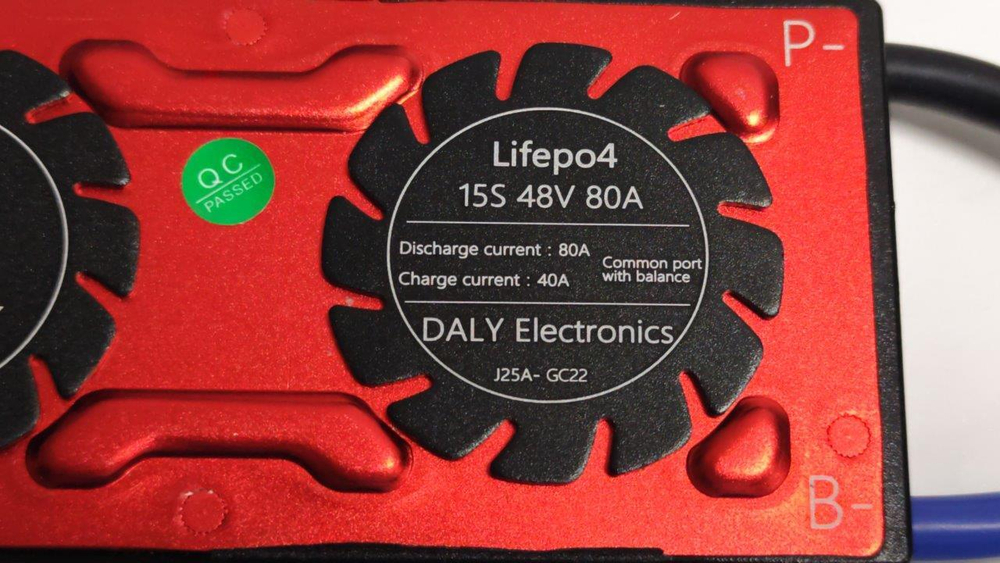 P-
QC
PASSED
Lifepo4
15S 48V 80A
Discharge current : 80A
Charge current : 40A
Common port
with balance
DALY Electronics
J25A- GC22
B-